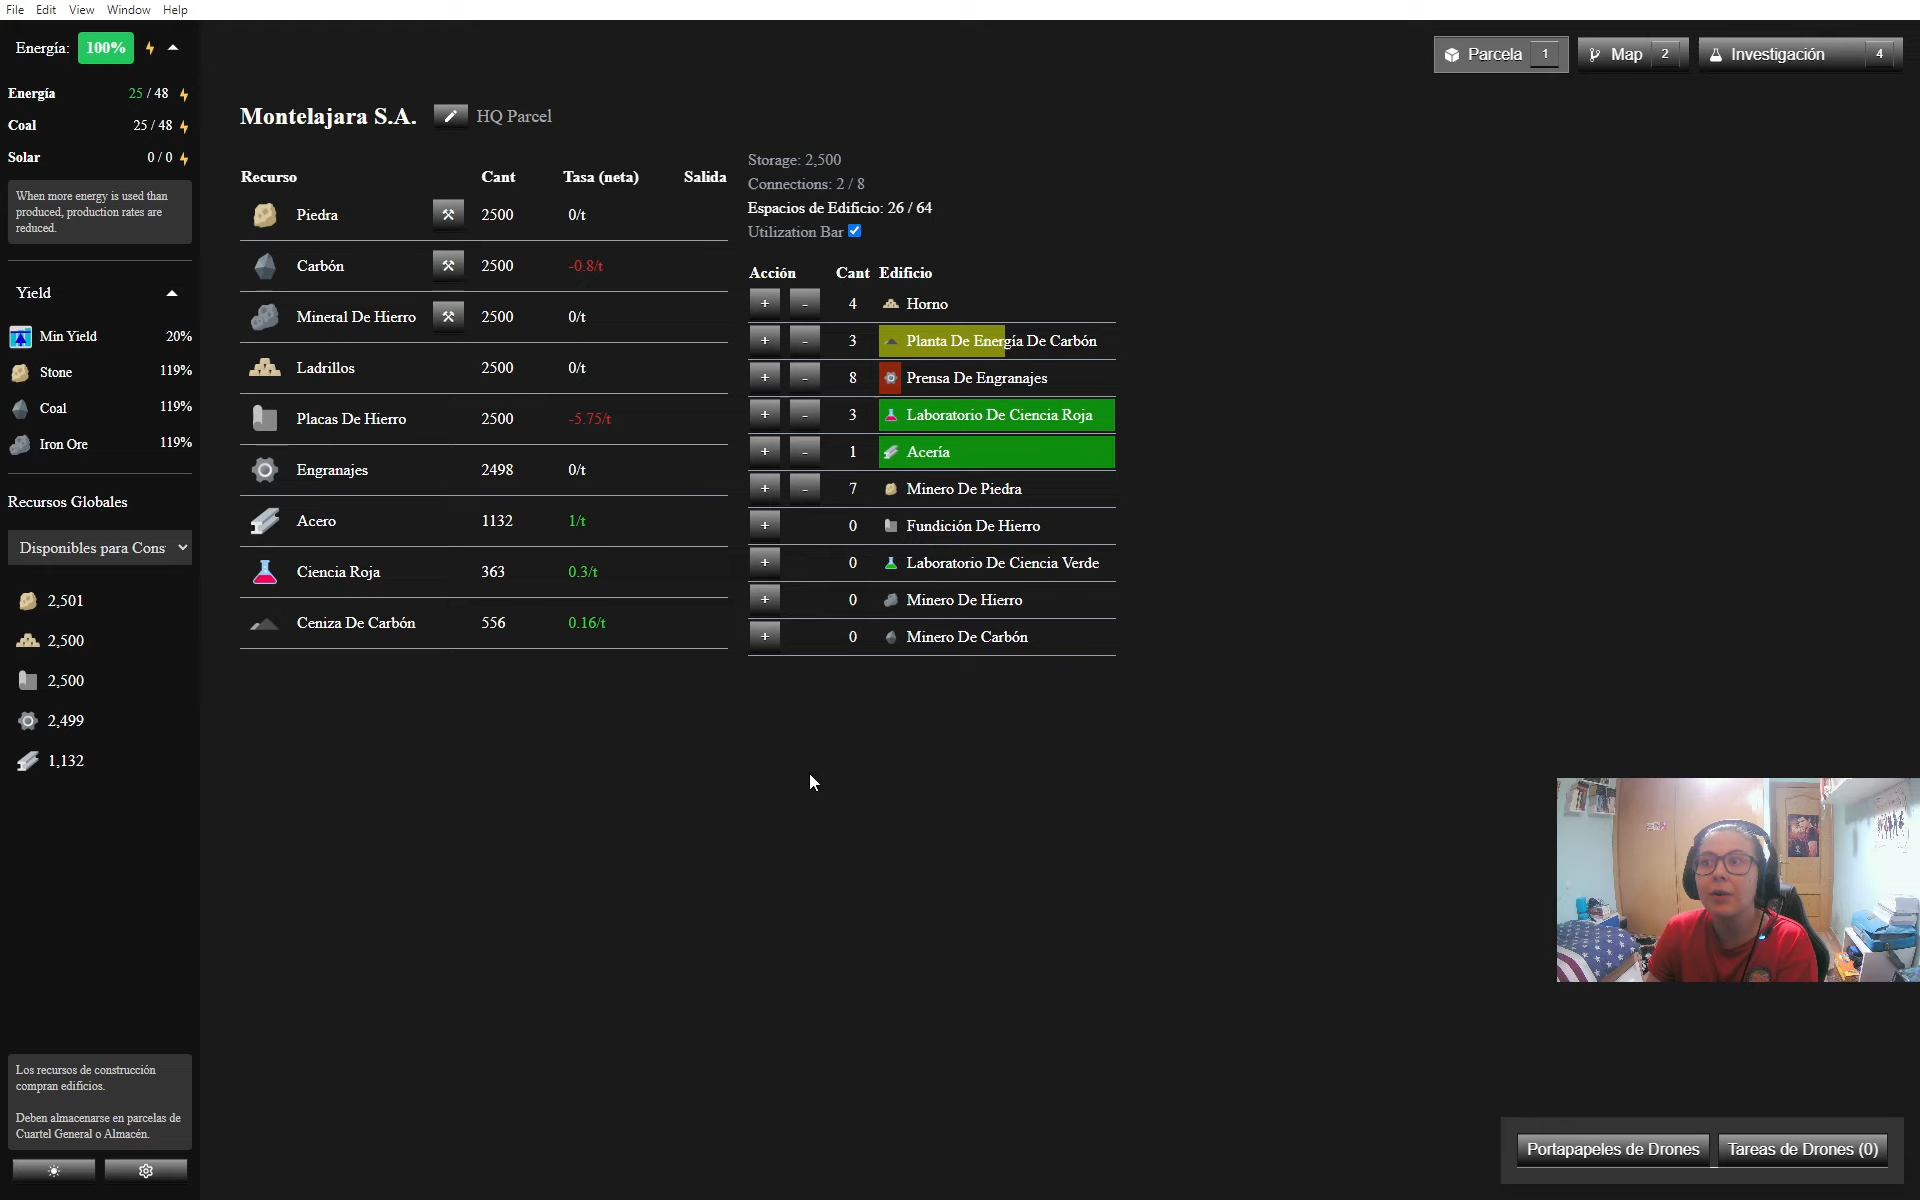 File Edit View Window Help
Energía: 100%
Energía 25 / 48
Coal 25 / 48
Solar 0 / 0
When more energy is used than
produced, production rates are
reduced.
Yield
Min Yield 20%
Stone 119%
Coal 119%
Iron Ore 119%
Recursos Globales
Disponibles para Cons
2,501
2,500
2,500
2,499
1,132
Los recursos de construcción
compran edificios.
Deben almacenarse en parcelas de
Cuartel General o Almacén.
Parcela 1 Map 2 Investigación 4
Montelajara S.A. HQ Parcel
Recurso Cant Tasa (neta) Salida
Piedra 2500 0/t
Carbón 2500 -0.8/t
Mineral De Hierro 2500 0/t
Ladrillos 2500 0/t
Placas De Hierro 2500 -5.75/t
Engranajes 2498 0/t
Acero 1132 1/t
Ciencia Roja 363 0.3/t
Ceniza De Carbón 556 0.16/t
Storage: 2,500
Connections: 2 / 8
Espacios de Edificio: 26 / 64
Utilization Bar
Acción Cant Edificio
+ - 4 Horno
+ - 3 Planta De Energía De Carbón
+ - 8 Prensa De Engranajes
+ - 3 Laboratorio De Ciencia Roja
+ - 1 Acería
+ - 7 Minero De Piedra
+ 0 Fundición De Hierro
+ 0 Laboratorio De Ciencia Verde
+ 0 Minero De Hierro
+ 0 Minero De Carbón
Portapapeles de Drones Tareas de Drones (0)